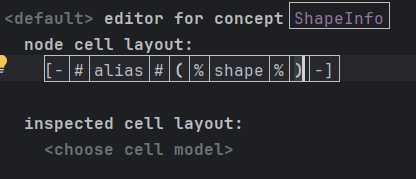 <default> editor for concept ShapeInfo
node cell layout:
[- # alias # ( % shape % ) -]
inspected cell layout:
<choose cell model>